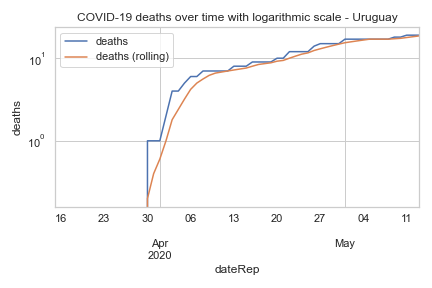 COVID-19 deaths over time with logarithmic scale - Uruguay
deaths
deaths (rolling)
10¹
10⁰
deaths
16 23 30 06 13 20 27 04 11
Apr May
2020
dateRep